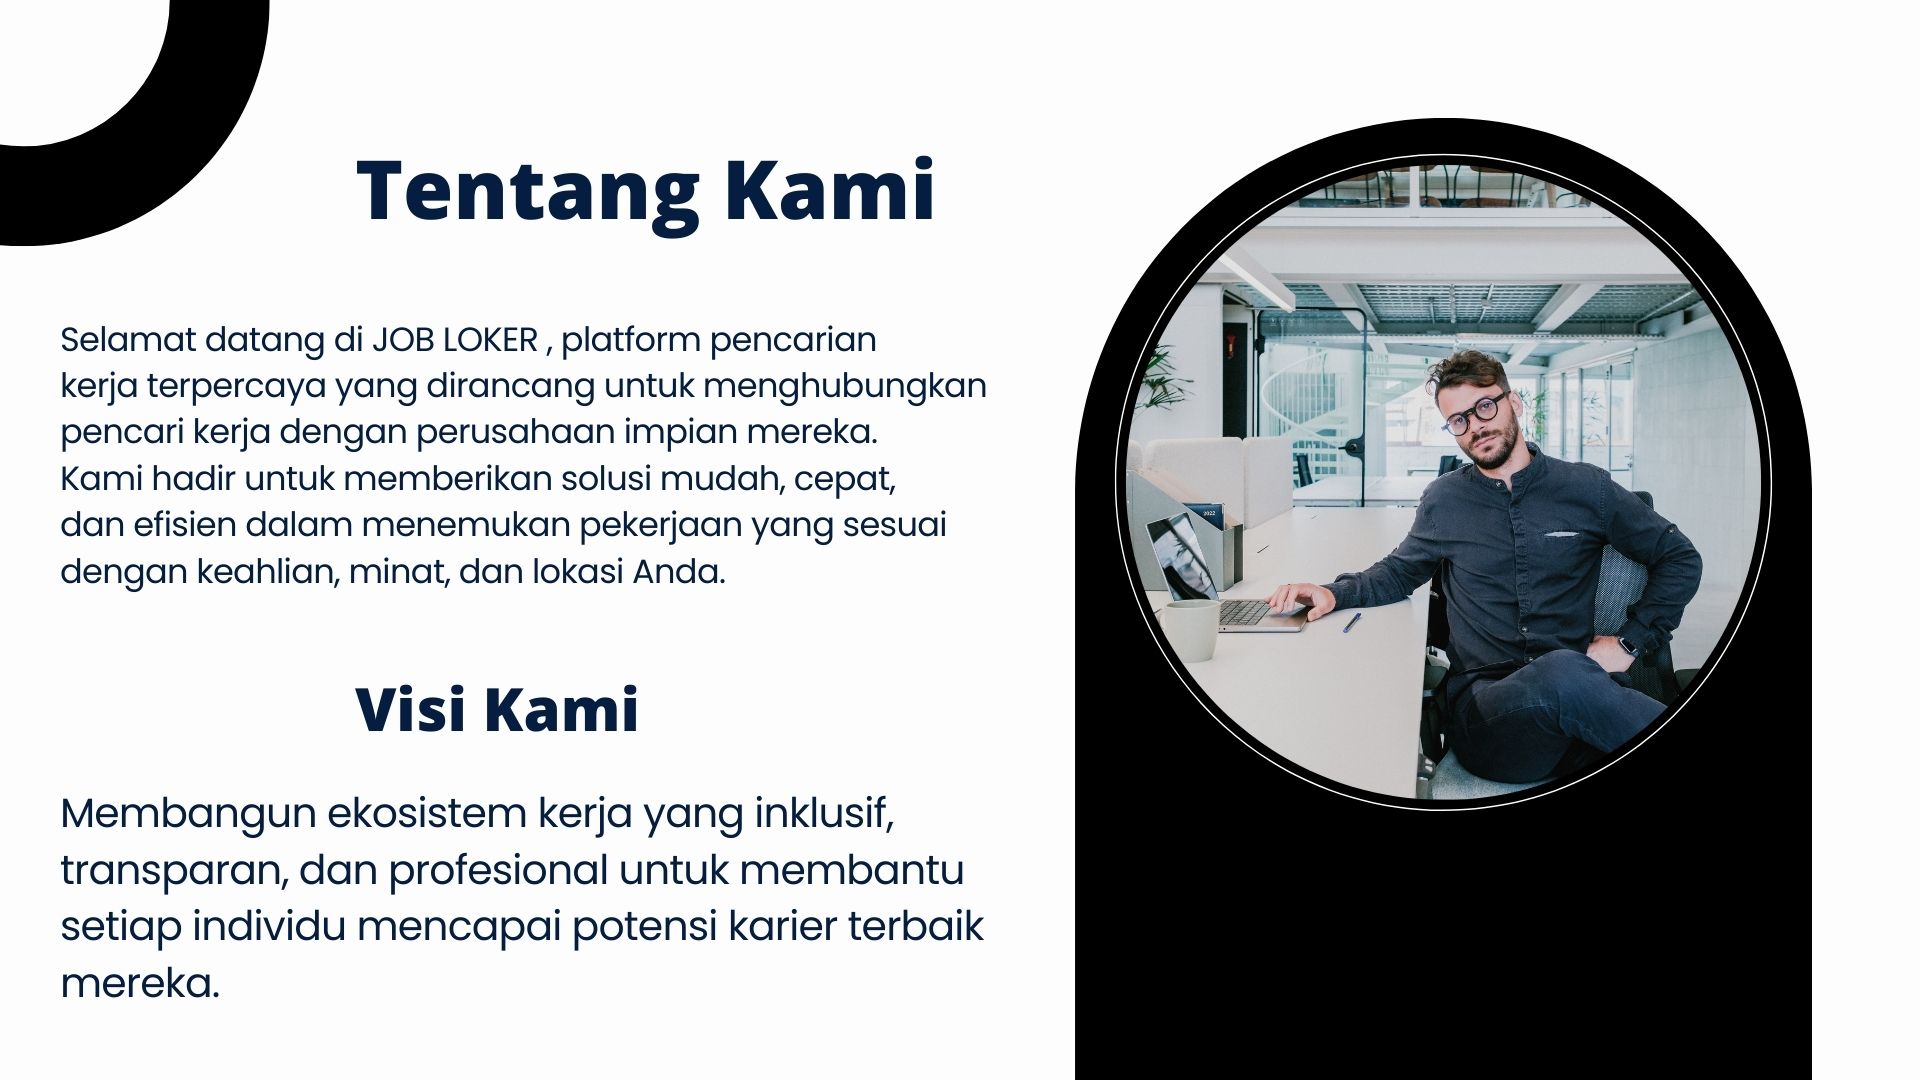 Tentang Kami
Selamat datang di JOB LOKER , platform pencarian
kerja terpercaya yang dirancang untuk menghubungkan
pencari kerja dengan perusahaan impian mereka.
Kami hadir untuk memberikan solusi mudah, cepat,
dan efisien dalam menemukan pekerjaan yang sesuai
dengan keahlian, minat, dan lokasi Anda.
Visi Kami
Membangun ekosistem kerja yang inklusif,
transparan, dan profesional untuk membantu
setiap individu mencapai potensi karier terbaik
mereka.
2022